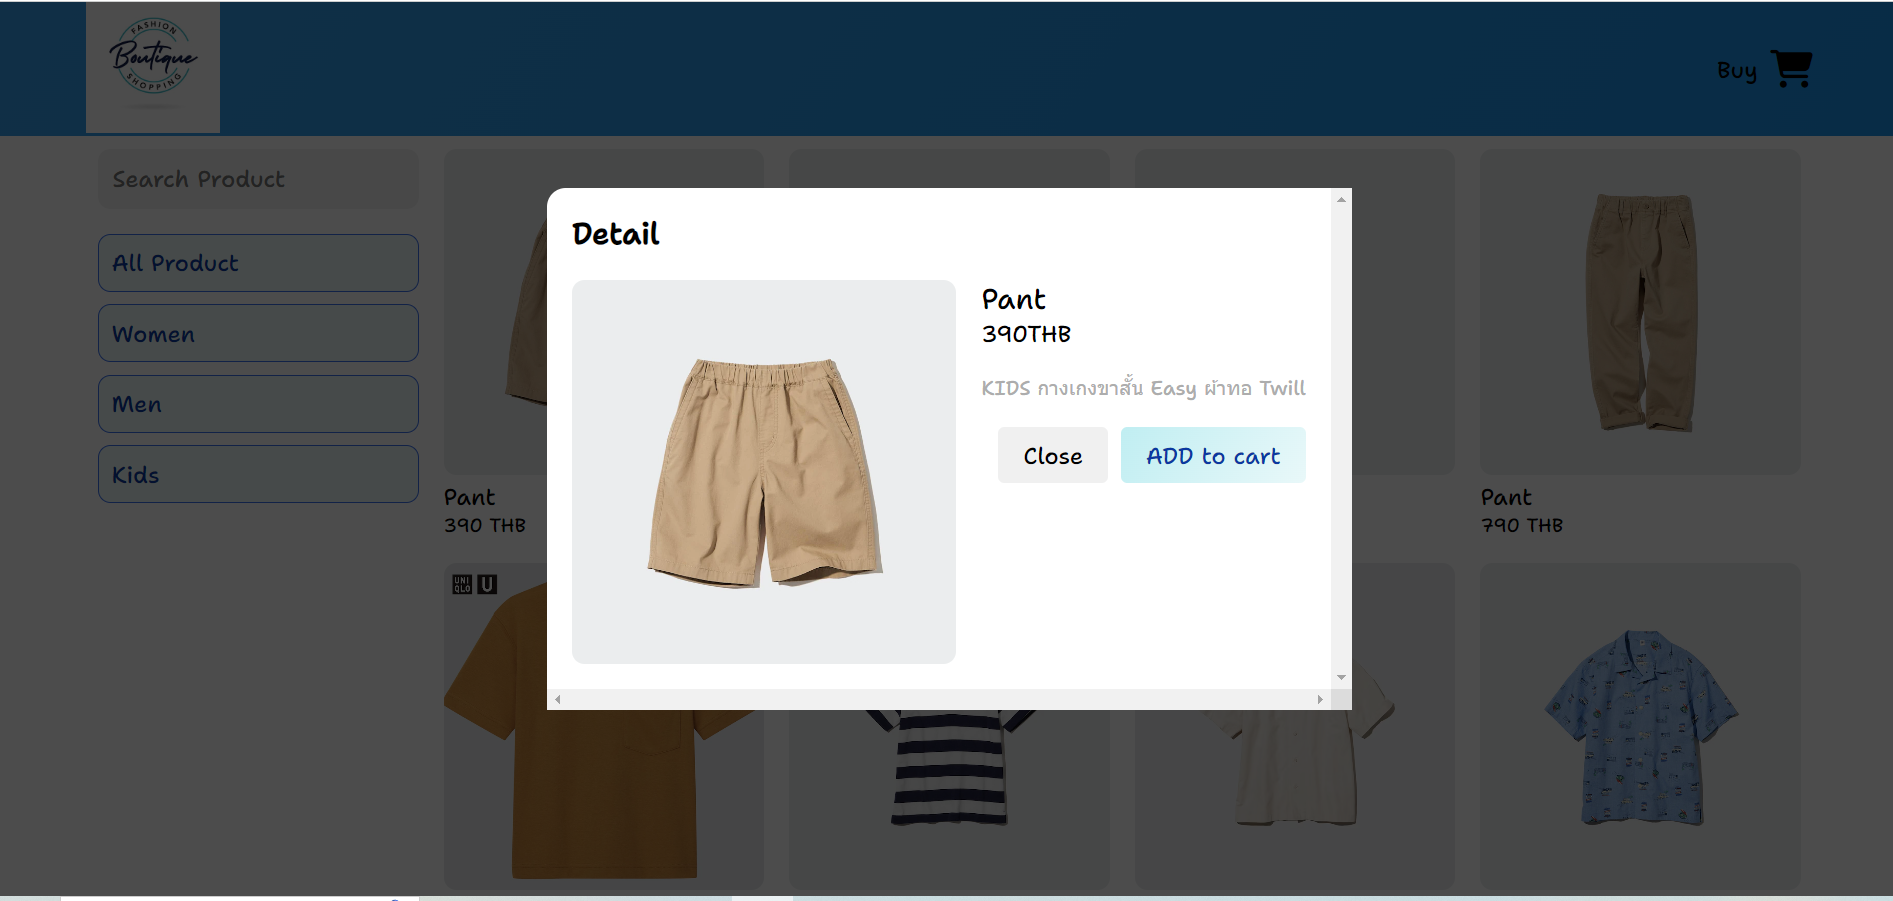 FASHION
Boutique
SHOPPING
Buy
Search Product
All Product
Women
Men
Kids
Detail
Pant
390THB
KIDS กางเกงขาสั้น Easy ผ้าทอ Twill
Close
ADD to cart
Pant
390 THB
Pant
790 THB
UNI
QLO
U